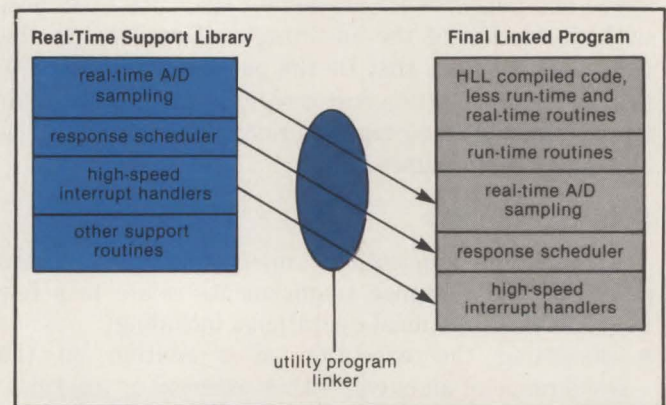 Real-Time Support Library
real-time A/D
sampling
response scheduler
high-speed
interrupt handlers
other support
routines
utility program
linker
Final Linked Program
HLL compiled code,
less run-time and
real-time routines
run-time routines
real-time A/D
sampling
response scheduler
high-speed
interrupt handlers